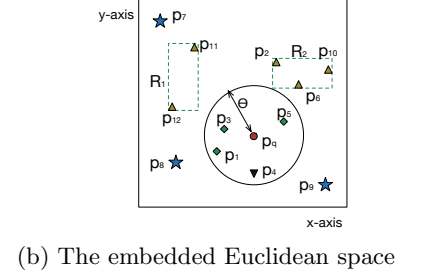 y-axis
p7
p11
p2 R2 p10
R1
p6
Θ
p12
p3
p5
pq
p1
p8
p4
p9
x-axis
(b) The embedded Euclidean space